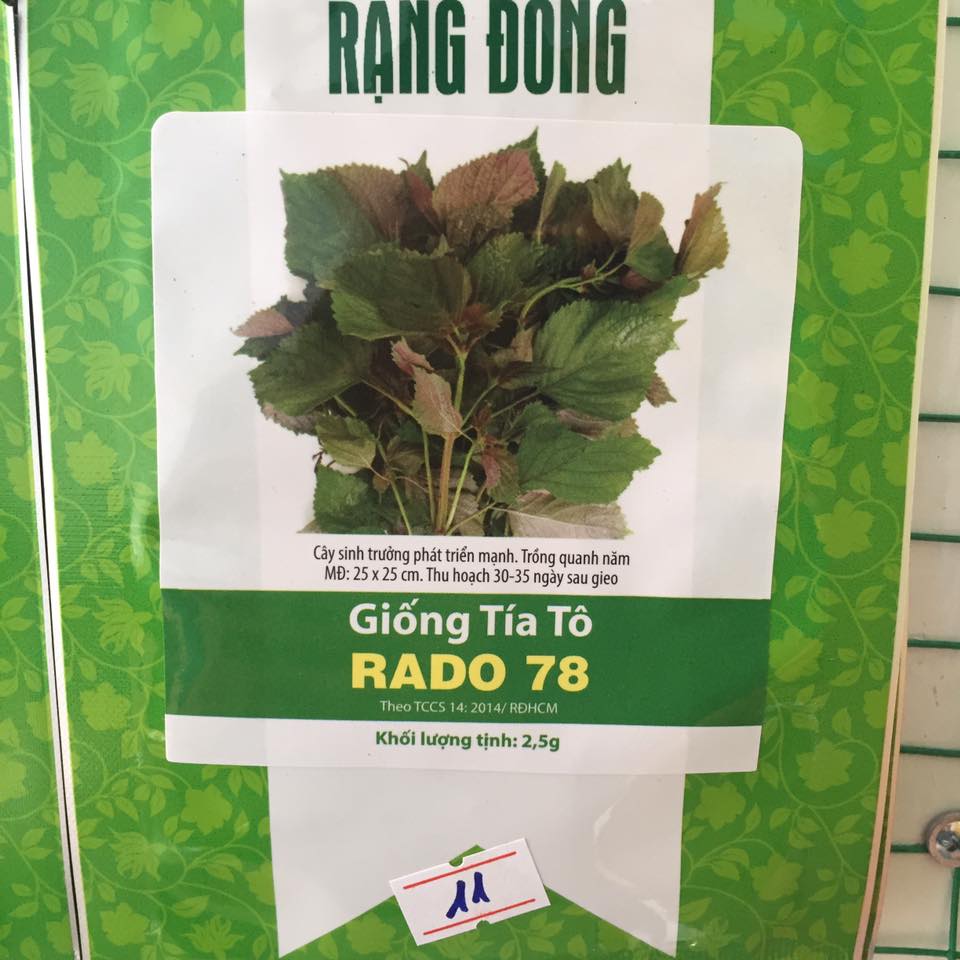 RẠNG ĐÔNG
Cây sinh trưởng phát triển mạnh. Trồng quanh năm
MĐ: 25 x 25 cm. Thu hoạch 30-35 ngày sau gieo
Giống Tía Tô
RADO 78
Theo TCCS 14: 2014/ RĐHCM
Khối lượng tịnh: 2,5g
11